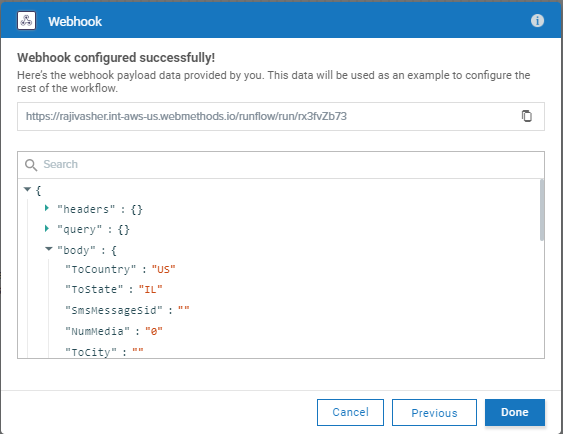 Webhook
Webhook configured successfully!
Here's the webhook payload data provided by you. This data will be used as an example to configure the
rest of the workflow.
https://rajivasher.int-aws-us.webmethods.io/runflow/run/rx3fvZb73
Search
{
"headers" : {}
"query" : {}
"body" : {
"ToCountry" : "US"
"ToState" : "IL"
"SmsMessageSid" : ""
"NumMedia" : "0"
"ToCity" : ""
Cancel
Previous
Done